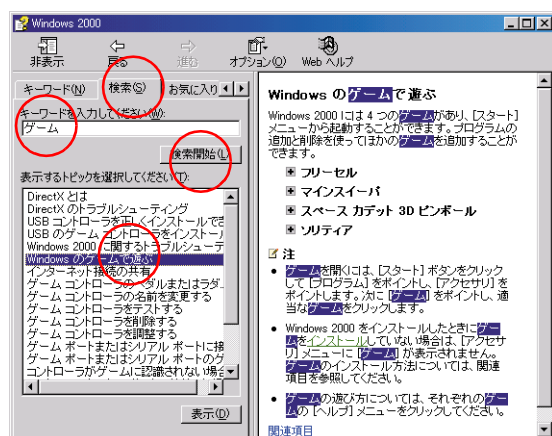 Windows 2000
非表示 戻る 進む オプション(O) Web ヘルプ
キーワード(N) 検索(S) お気に入り
キーワードを入力してください(W):
ゲーム
検索開始(L)
表示するトピックを選択してください(T):
DirectX とは
DirectX のトラブルシューティング
USB コントローラを正しくインストールでき
USB のゲーム コントローラをインストー
Windows 2000 に関するトラブルシューテ
Windows のゲームで遊ぶ
インターネット接続の共有
ゲーム コントローラのペダルまたはラダ
ゲーム コントローラの名前を変更する
ゲーム コントローラをテストする
ゲーム コントローラを削除する
ゲーム コントローラを調整する
ゲーム ポートまたはシリアル ポートに接
ゲーム ポートまたはシリアル ポートのゲ
コントローラがゲームに認識されない場合
表示(D)
Windows のゲームで遊ぶ
Windows 2000 には 4 つのゲームがあり、[スタート]
メニューから起動することができます。プログラムの
追加と削除を使ってほかのゲームを追加することが
できます。
フリーセル
マインスイーパ
スペース カデット 3D ピンボール
ソリティア
注
ゲームを開くには、[スタート] ボタンをクリック
して [プログラム] をポイントし、[アクセサリ] を
ポイントします。次に [ゲーム] をポイントし、適
当なゲームをクリックします。
Windows 2000 をインストールしたときにゲー
ムをインストールしていない場合は、[アクセサ
リ] メニューに [ゲーム] が表示されません。
ゲームのインストール方法については、関連
項目を参照してください。
ゲームの遊び方については、それぞれのゲー
ムの [ヘルプ] メニューをクリックしてください。
関連項目